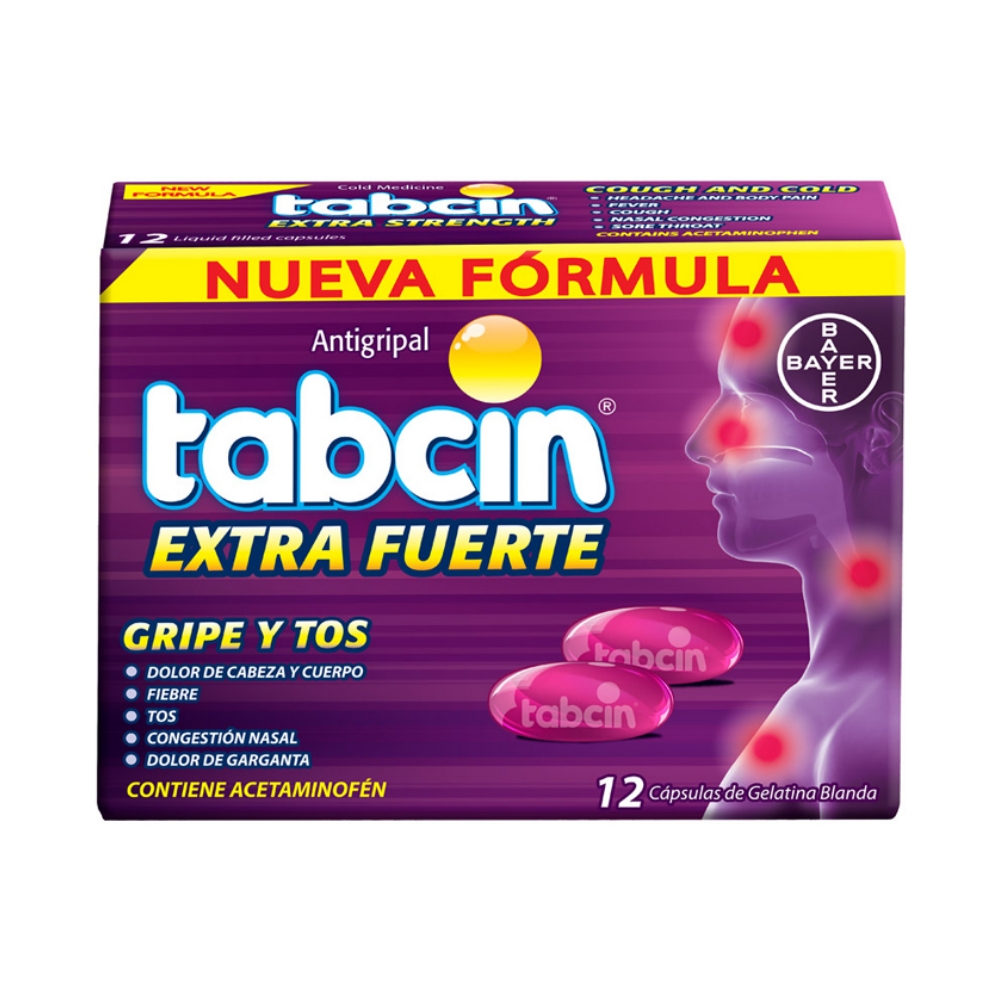 NEW
FORMULA
Cold Medicine
tabcin®
EXTRA STRENGTH
12 Liquid filled capsules
COUGH AND COLD
• HEADACHE AND BODY PAIN
• FEVER
• COUGH
• NASAL CONGESTION
• SORE THROAT
CONTAINS ACETAMINOPHEN
NUEVA FÓRMULA
Antigripal
tabcin®
EXTRA FUERTE
BAYER
BAYER
GRIPE Y TOS
• DOLOR DE CABEZA Y CUERPO
• FIEBRE
• TOS
• CONGESTIÓN NASAL
• DOLOR DE GARGANTA
CONTIENE ACETAMINOFÉN
tabcin
tabcin
12 Cápsulas de Gelatina Blanda